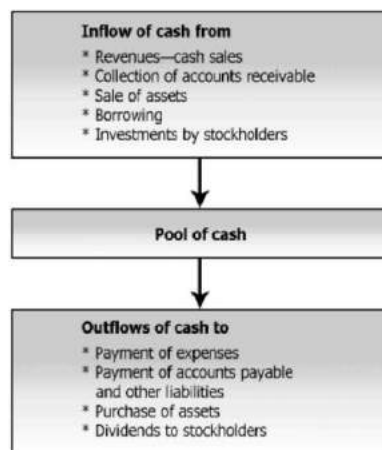 Inflow of cash from
* Revenues—cash sales
* Collection of accounts receivable
* Sale of assets
* Borrowing
* Investments by stockholders
Pool of cash
Outflows of cash to
* Payment of expenses
* Payment of accounts payable
and other liabilities
* Purchase of assets
* Dividends to stockholders